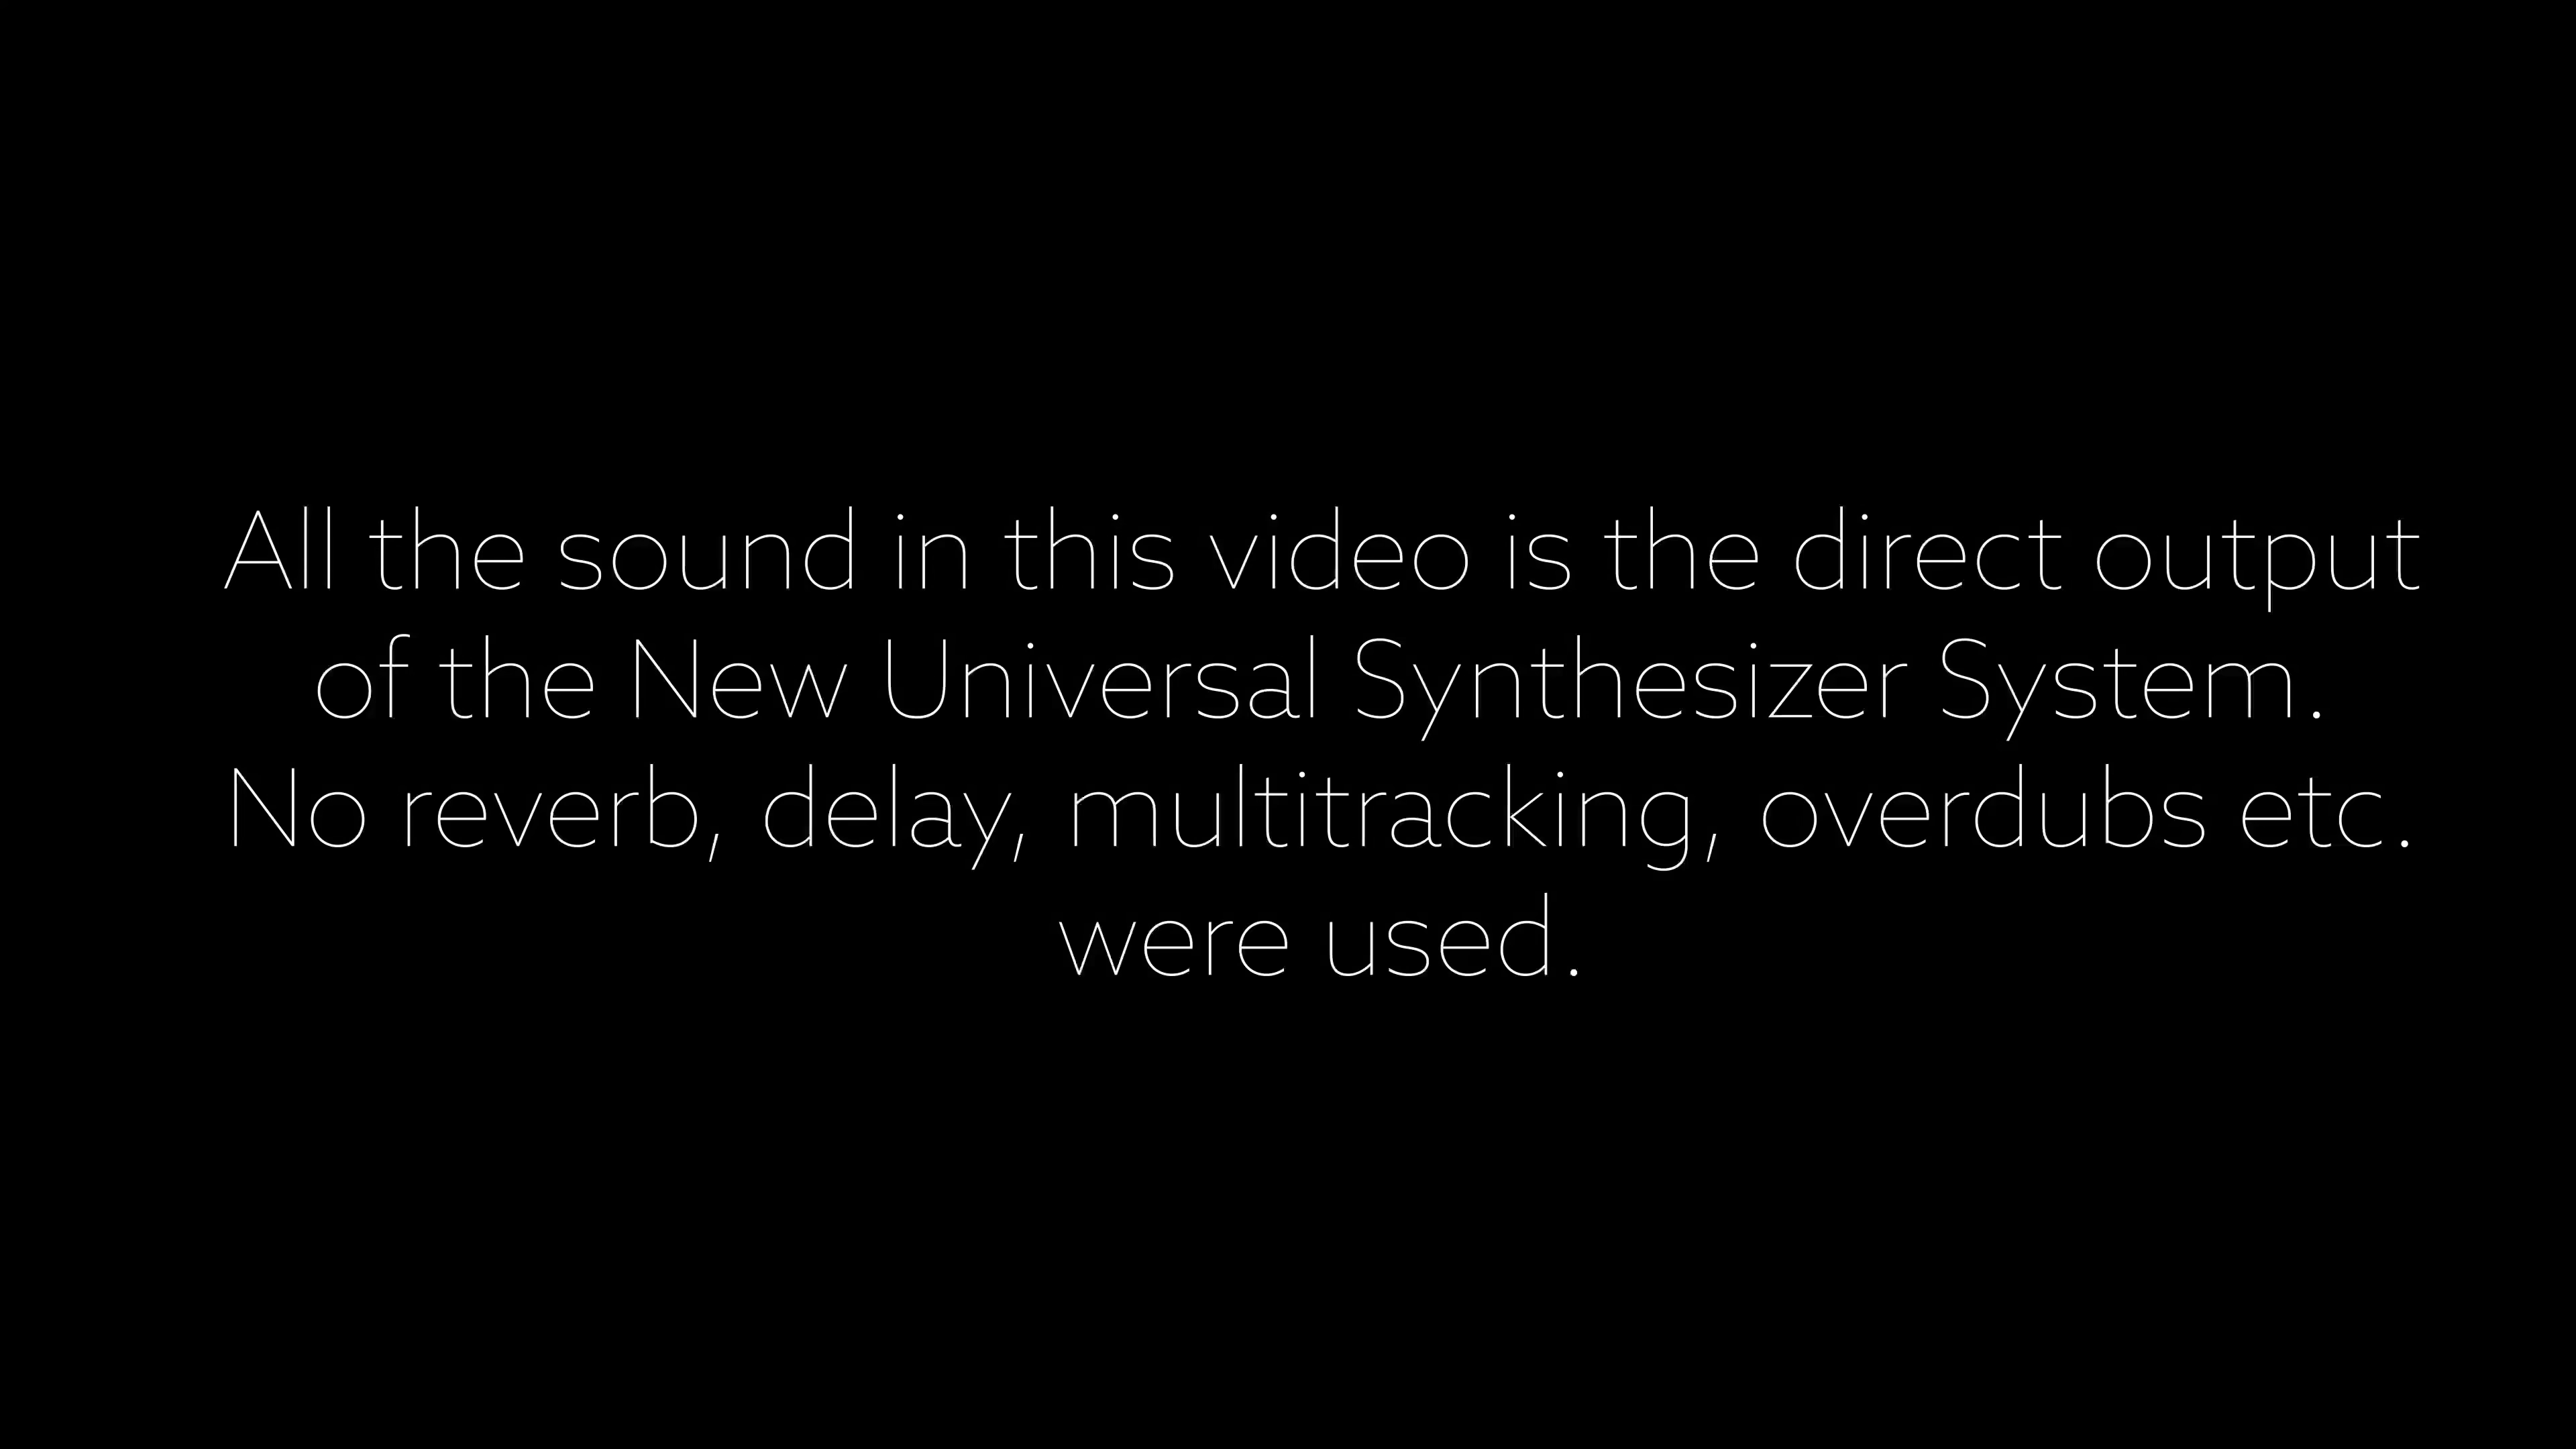 All the sound in this video is the direct output
of the New Universal Synthesizer System.
No reverb, delay, multitracking, overdubs etc.
were used.